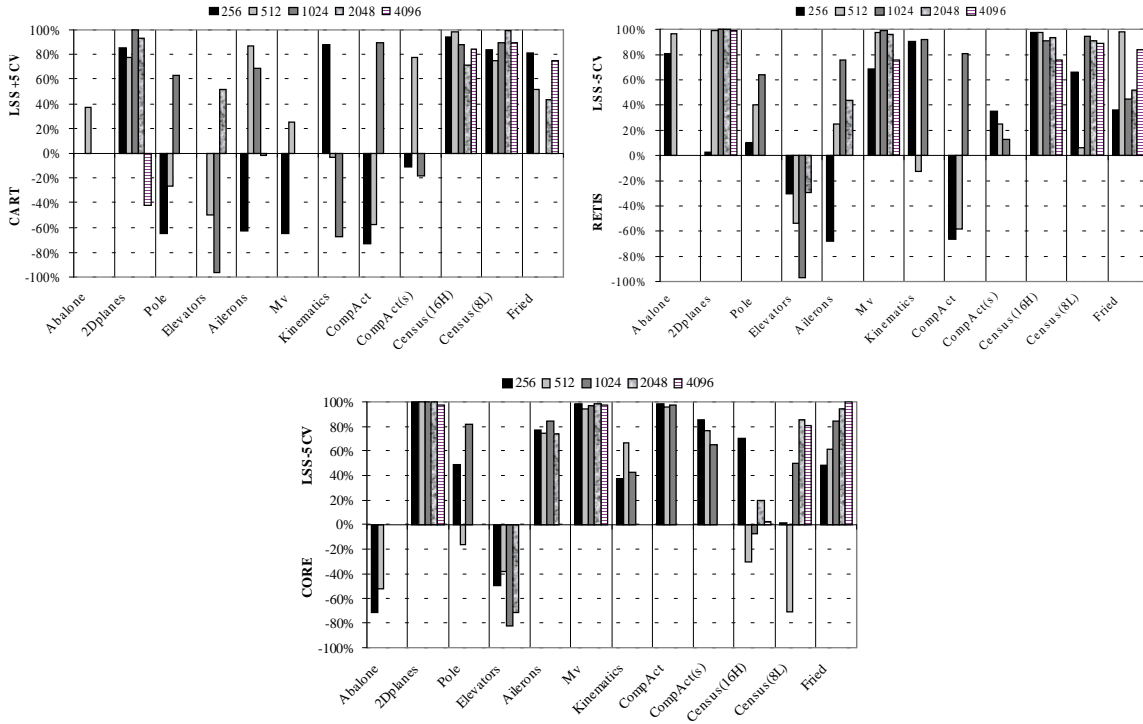 256 512 1024 2048 4096
100%
80%
60%
40%
20%
0%
-20%
-40%
-60%
-80%
-100%
LSS+5CV
CART
Abalone
2Dplanes
Pole
Elevators
Ailerons
Mv
Kinematics
CompAct
CompAct(s)
Census(16H)
Census(8L)
Fried
256 512 1024 2048 4096
100%
80%
60%
40%
20%
0%
-20%
-40%
-60%
-80%
-100%
LSS-5CV
RETIS
Abalone
2Dplanes
Pole
Elevators
Ailerons
Mv
Kinematics
CompAct
CompAct(s)
Census(16H)
Census(8L)
Fried
256 512 1024 2048 4096
100%
80%
60%
40%
20%
0%
-20%
-40%
-60%
-80%
-100%
LSS-5CV
CORE
Abalone
2Dplanes
Pole
Elevators
Ailerons
Mv
Kinematics
CompAct
CompAct(s)
Census(16H)
Census(8L)
Fried